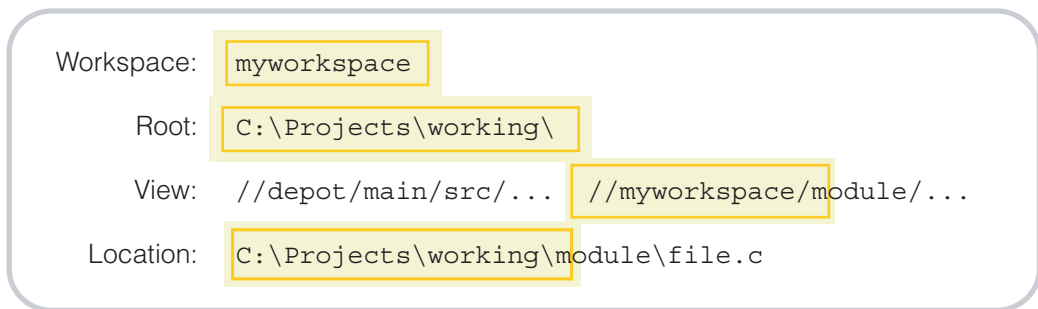 Workspace: myworkspace
Root: C:\Projects\working\
View: //depot/main/src/... //myworkspace/module/...
Location: C:\Projects\working\module\file.c